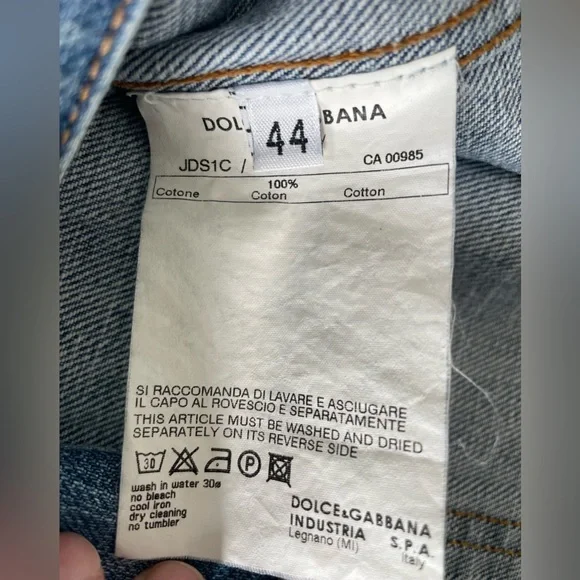 DOL BANA
44
JDS1C / CA 00985
100%
Cotone Coton Cotton
SI RACCOMANDA DI LAVARE E ASCIUGARE
IL CAPO AL ROVESCIO E SEPARATAMENTE
THIS ARTICLE MUST BE WASHED AND DRIED
SEPARATELY ON ITS REVERSE SIDE
30 P
wash in water 30ø
no bleach
cool iron
dry cleaning
no tumbler
DOLCE&GABBANA
INDUSTRIA S.P.A.
Legnano (MI) Italy